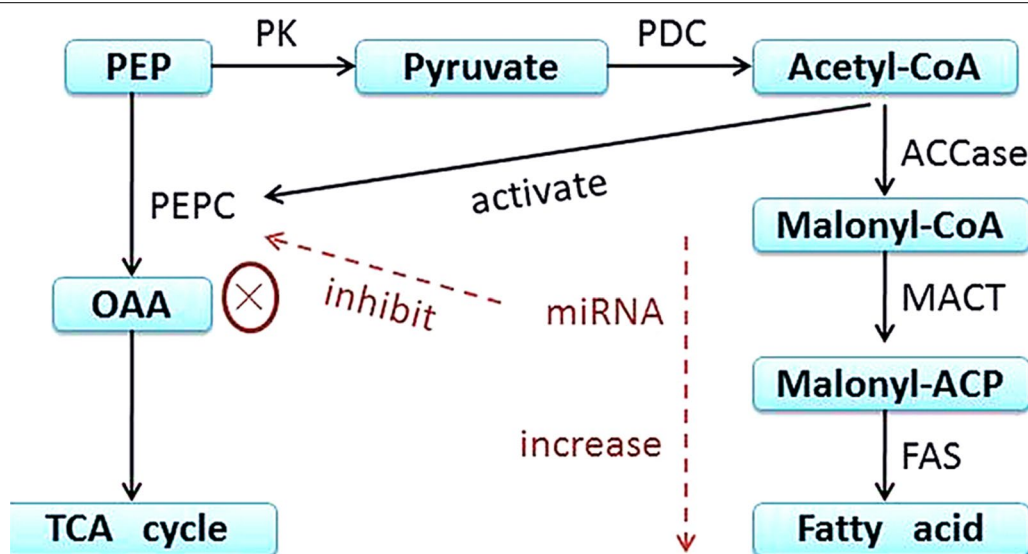 PK
PDC
PEP
Pyruvate
Acetyl-CoA
ACCase
activate
PEPC
Malonyl-CoA
inhibit
OAA
miRNA
MACT
Malonyl-ACP
increase
FAS
TCA cycle
Fatty acid